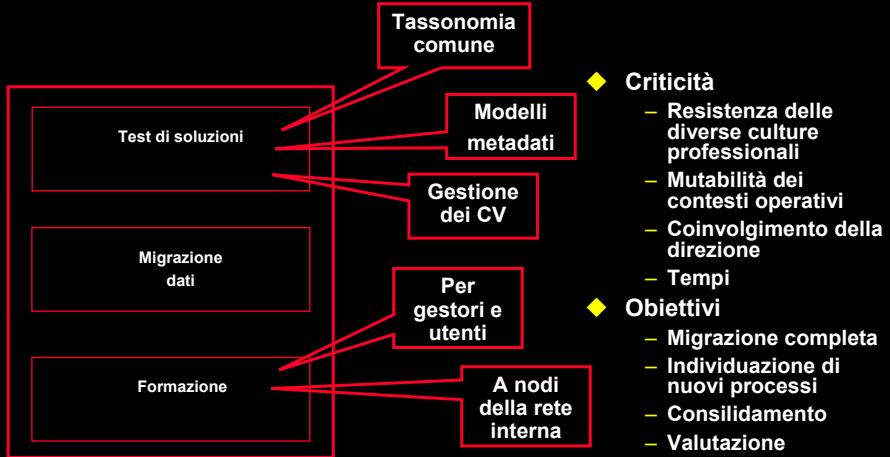 Tassonomia
comune
Test di soluzioni
Modelli
metadati
Gestione
dei CV
Migrazione
dati
Per
gestori e
utenti
Formazione
A nodi
della rete
interna
Criticità
– Resistenza delle
diverse culture
professionali
– Mutabilità dei
contesti operativi
– Coinvolgimento della
direzione
– Tempi
Obiettivi
– Migrazione completa
– Individuazione di
nuovi processi
– Consilidamento
– Valutazione